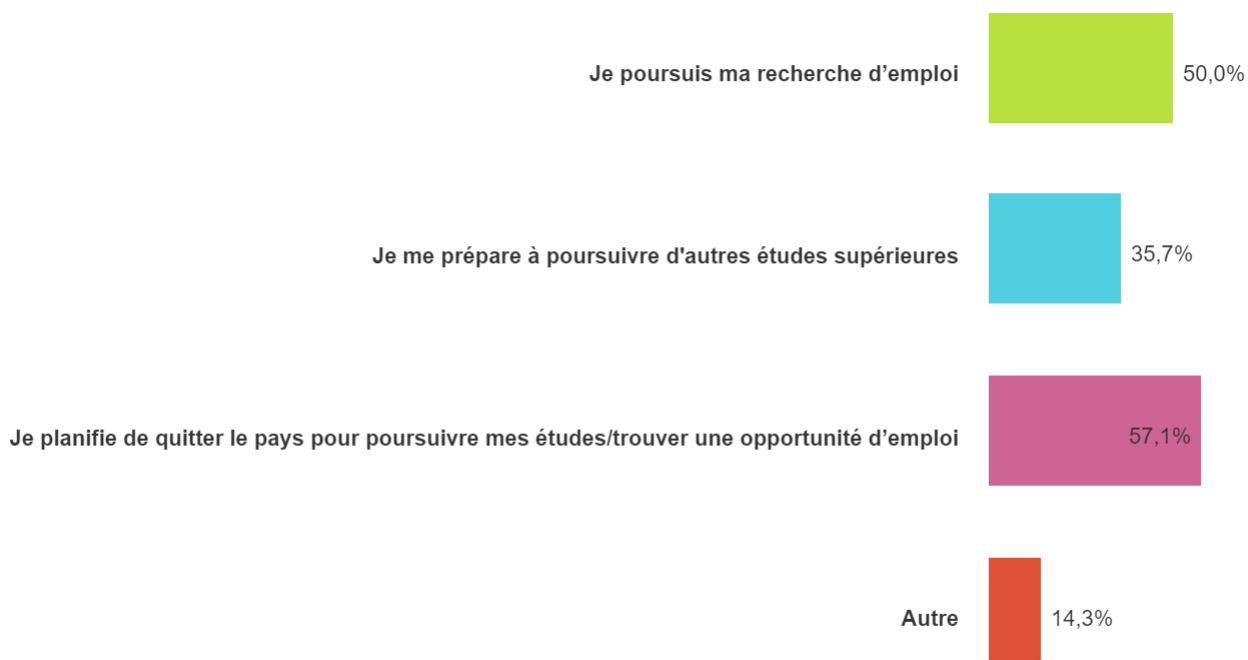 Je poursuis ma recherche d’emploi 50,0%
Je me prépare à poursuivre d'autres études supérieures 35,7%
Je planifie de quitter le pays pour poursuivre mes études/trouver une opportunité d’emploi 57,1%
Autre 14,3%